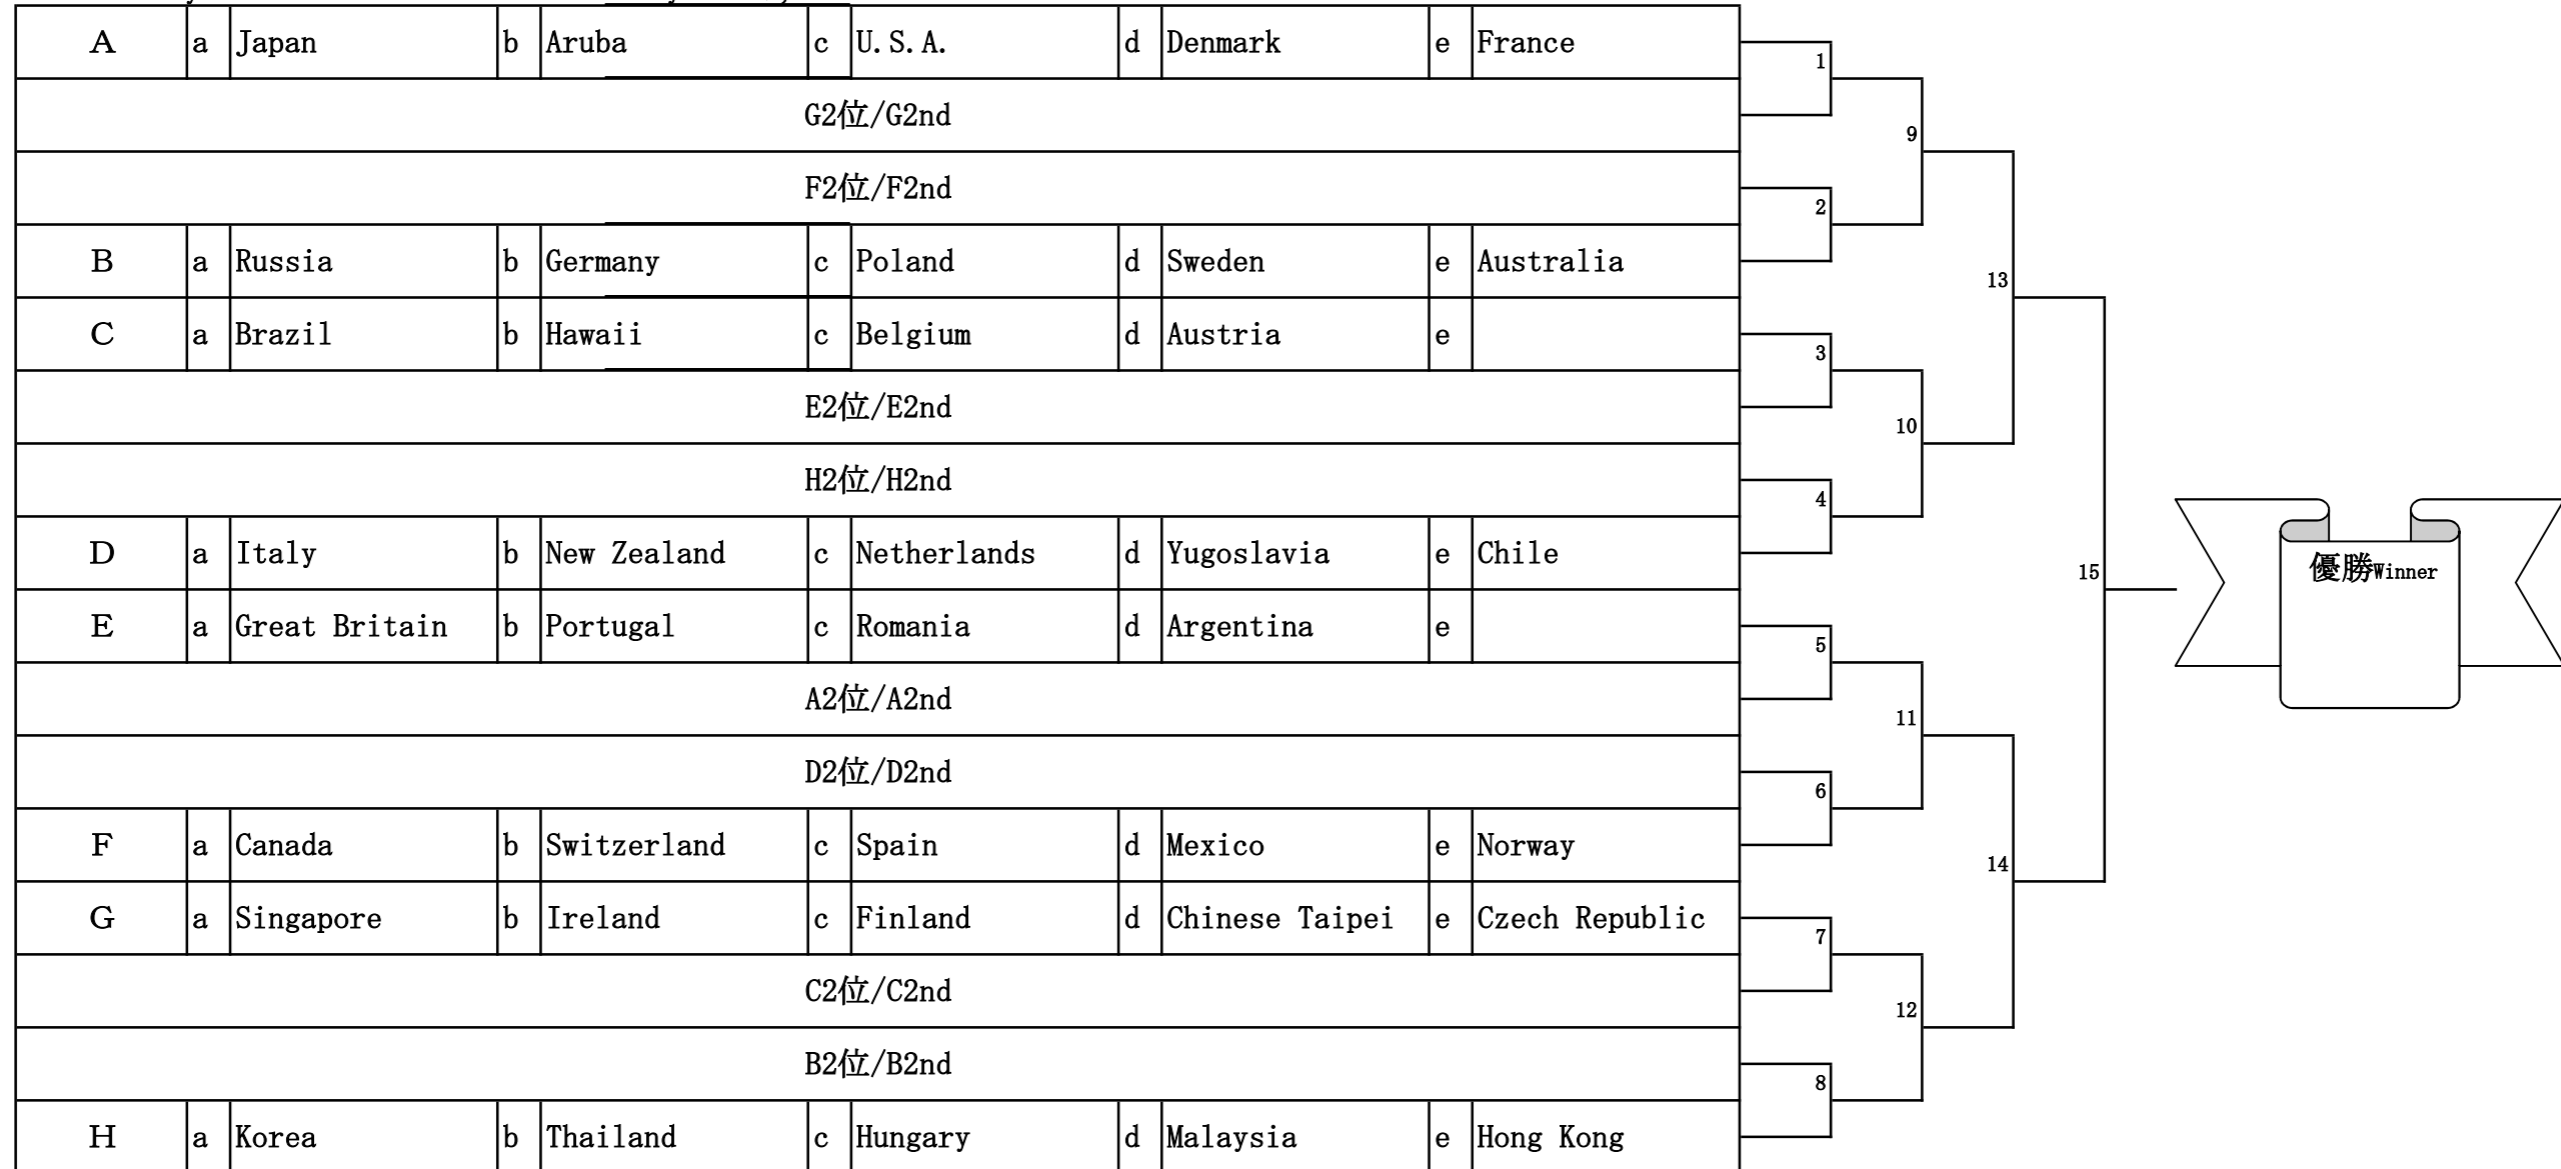 A a Japan b Aruba c U.S.A. d Denmark e France
1
G2位/G2nd
9
F2位/F2nd
2
B a Russia b Germany c Poland d Sweden e Australia
13
C a Brazil b Hawaii c Belgium d Austria e
3
E2位/E2nd
10
H2位/H2nd
4
D a Italy b New Zealand c Netherlands d Yugoslavia e Chile
15
優勝Winner
E a Great Britain b Portugal c Romania d Argentina e
5
A2位/A2nd
11
D2位/D2nd
6
F a Canada b Switzerland c Spain d Mexico e Norway
14
G a Singapore b Ireland c Finland d Chinese Taipei e Czech Republic
7
C2位/C2nd
12
B2位/B2nd
8
H a Korea b Thailand c Hungary d Malaysia e Hong Kong